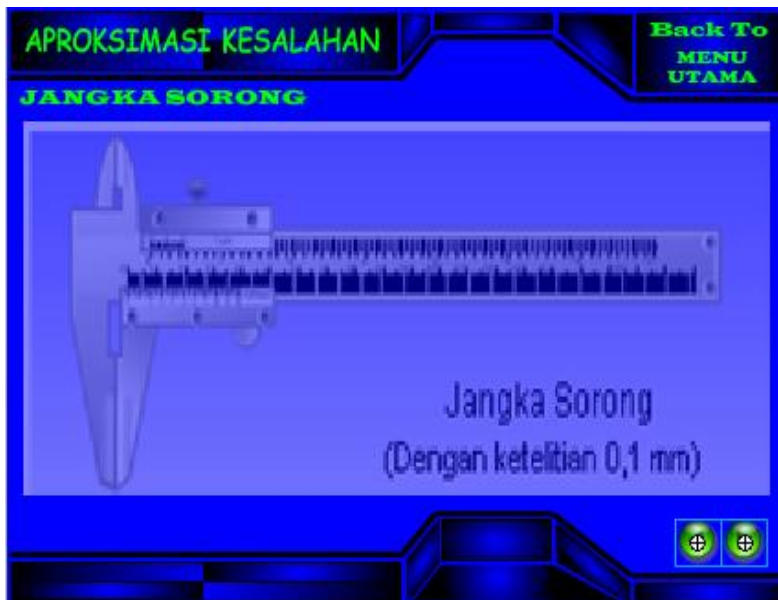 APROKSIMASI KESALAHAN
Back To
MENU
UTAMA
JANGKA SORONG
Jangka Sorong
(Dengan ketelitian 0,1 mm)